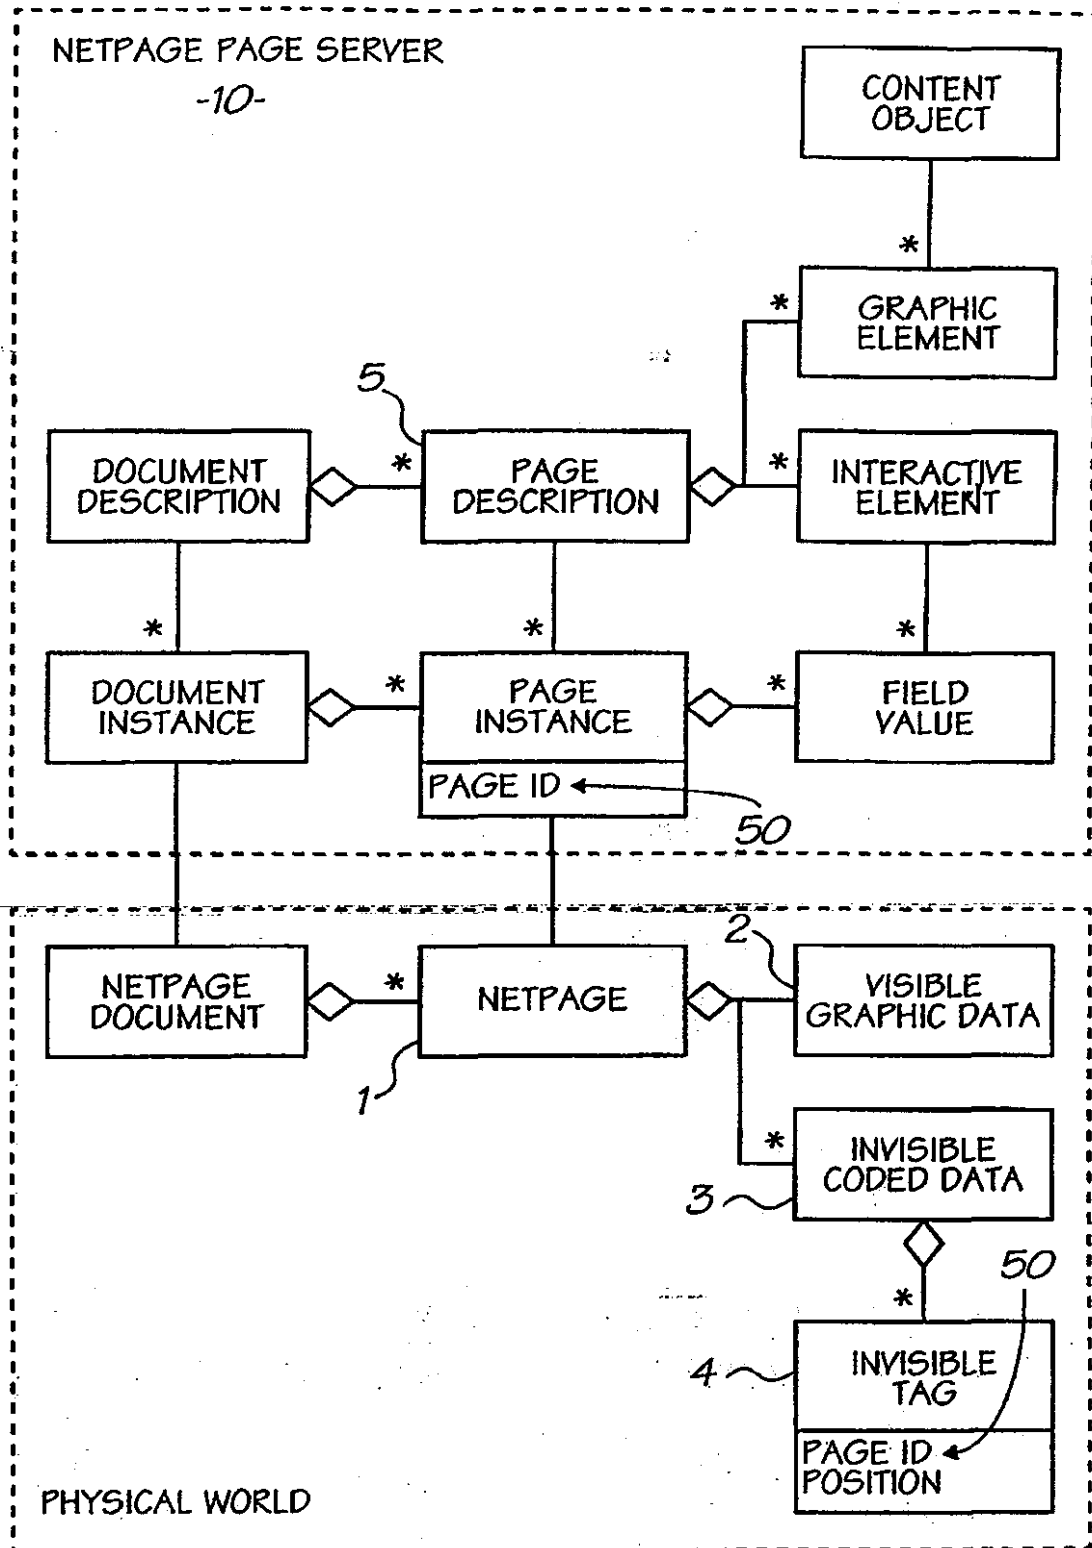 NETPAGE PAGE SERVER
-10-
CONTENT
OBJECT
*
GRAPHIC
ELEMENT
*
5
DOCUMENT
DESCRIPTION
*
PAGE
DESCRIPTION
*
INTERACTIVE
ELEMENT
*
*
*
DOCUMENT
INSTANCE
*
PAGE
INSTANCE
*
FIELD
VALUE
PAGE ID
50
NETPAGE
DOCUMENT
*
NETPAGE
1
2
VISIBLE
GRAPHIC DATA
*
INVISIBLE
CODED DATA
3
*
50
4
INVISIBLE
TAG
PAGE ID
POSITION
PHYSICAL WORLD